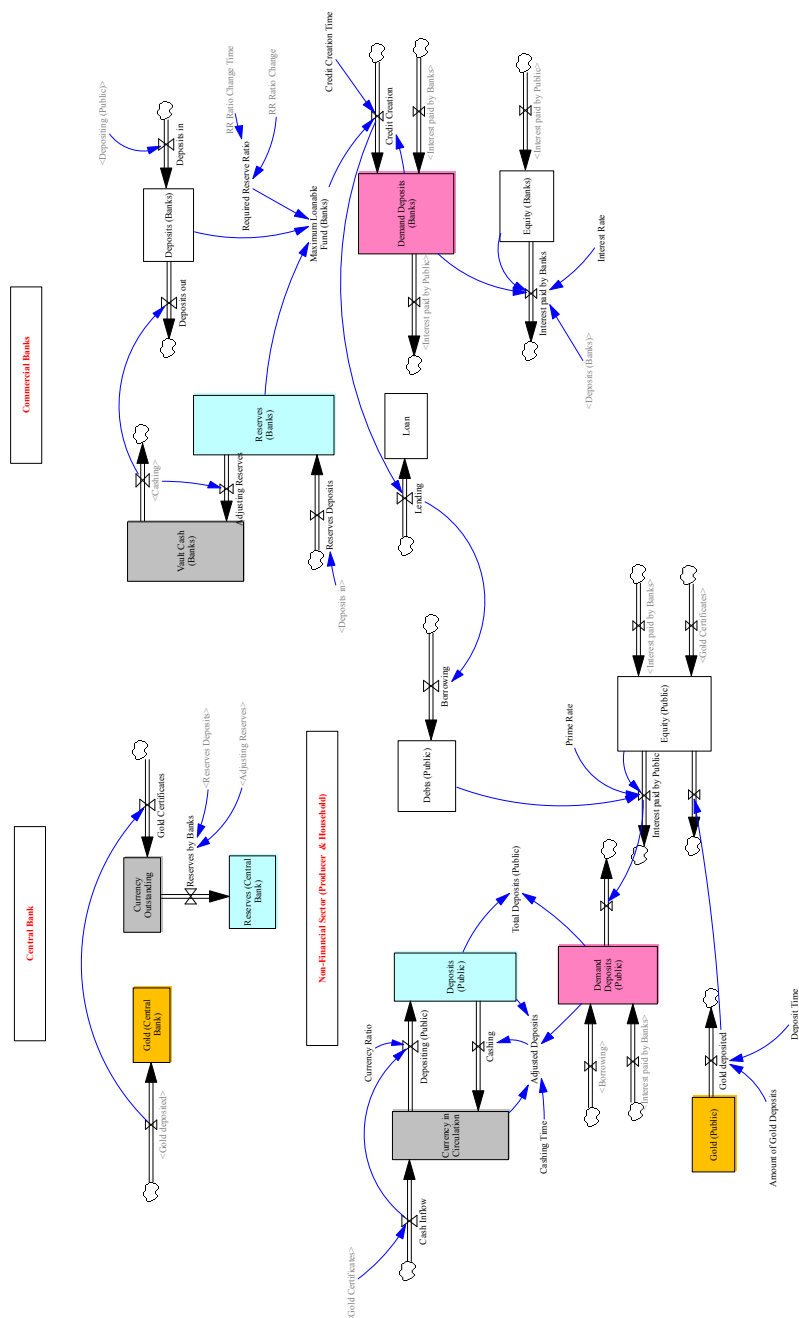 Central Bank
<Gold deposited>
Gold (Central
Bank)
Currency
Outstanding
Gold Certificates
Reserves by Banks
<Reserves Deposits>
<Adjusting Reserves>
Reserves (Central
Bank)
Commercial Banks
Vault Cash
(Banks)
<Cashing>
Adjusting Reserves
Reserves
(Banks)
Reserves Deposits
<Deposits in>
<Depositing (Public)>
Deposits in
Deposits (Banks)
Deposits out
RR Ratio Change Time
RR Ratio Change
Required Reserve Ratio
Maximum Loanable
Fund (Banks)
Credit Creation Time
Credit Creation
<Interest paid by Banks>
Demand Deposits
(Banks)
<Interest paid by Public>
Loan
Lending
<Interest paid by Public>
Equity (Banks)
Interest paid by Banks
Interest Rate
<Deposits (Banks)>
Non-Financial Sector (Producer & Household)
<Gold Certificates>
Cash Inflow
Currency Ratio
Depositing (Public)
Currency in
Circulation
Deposits
(Public)
Cashing
Adjusted Deposits
Cashing Time
Total Deposits (Public)
Demand
Deposits
(Public)
<Borrowing>
<Interest paid by Banks>
Debts (Public)
Borrowing
Prime Rate
Interest paid by Public
Equity (Public)
<Interest paid by Banks>
<Gold Certificates>
Gold (Public)
Gold deposited
Amount of Gold Deposits
Deposit Time